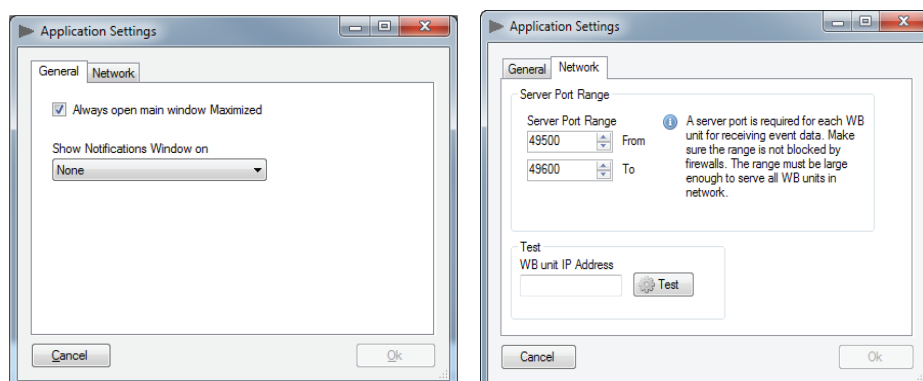 Application Settings
General
Network
Always open main window Maximized
Show Notifications Window on
None
Cancel
Ok
Application Settings
General
Network
Server Port Range
Server Port Range
49500
From
49600
To
A server port is required for each WB
unit for receiving event data. Make
sure the range is not blocked by
firewalls. The range must be large
enough to serve all WB units in
network.
Test
WB unit IP Address
Test
Cancel
Ok